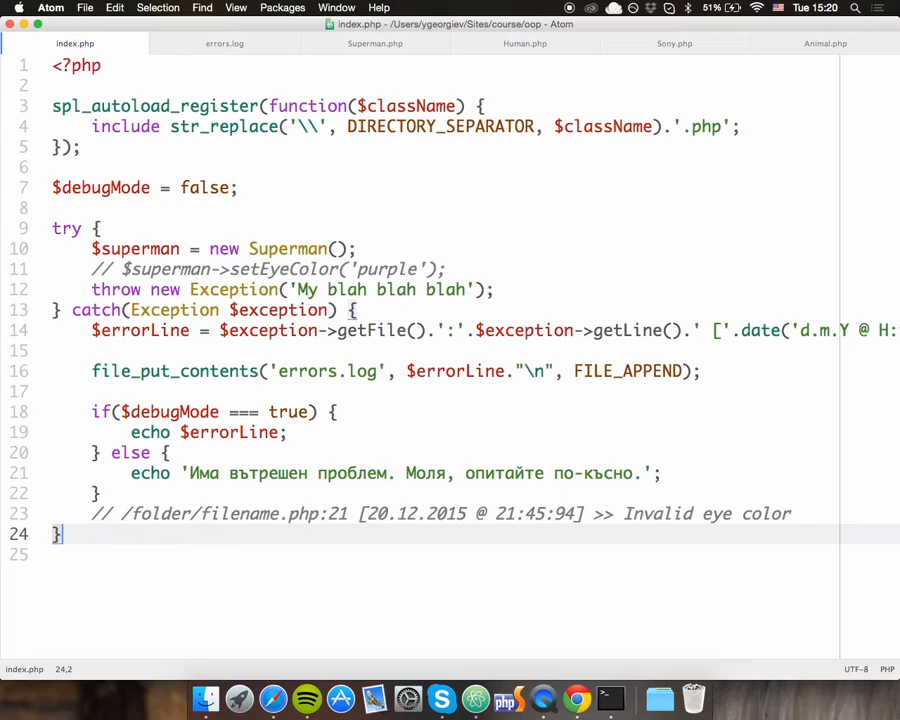 Atom File Edit Selection Find View Packages Window Help 51% Tue 15:20
index.php - /Users/ygeorgiev/Sites/course/oop - Atom
index.php errors.log Superman.php Human.php Sony.php Animal.php
1 <?php
2
3 spl_autoload_register(function($className) {
4 include str_replace('\\', DIRECTORY_SEPARATOR, $className).'.php';
5 });
6
7 $debugMode = false;
8
9 try {
10 $superman = new Superman();
11 // $superman->setEyeColor('purple');
12 throw new Exception('My blah blah blah');
13 } catch(Exception $exception) {
14 $errorLine = $exception->getFile().':'.$exception->getLine().' ['.date('d.m.Y @ H:
15
16 file_put_contents('errors.log', $errorLine."\n", FILE_APPEND);
17
18 if($debugMode === true) {
19 echo $errorLine;
20 } else {
21 echo 'Има вътрешен проблем. Моля, опитайте по-късно.';
22 }
23 // /folder/filename.php:21 [20.12.2015 @ 21:45:94] >> Invalid eye color
24 }
25
index.php 24,2 UTF-8 PHP
php